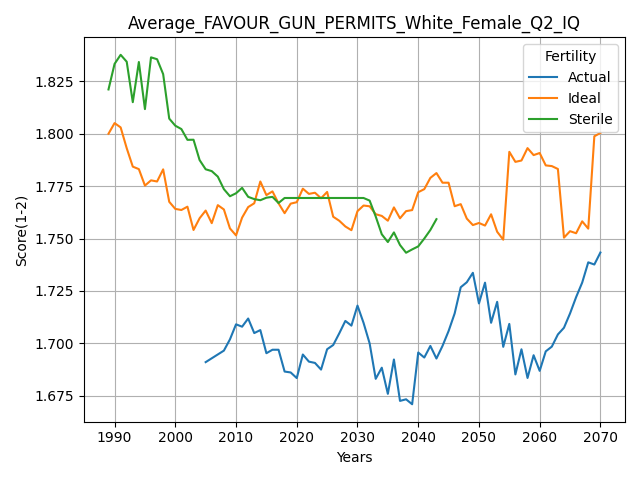 Average_FAVOUR_GUN_PERMITS_White_Female_Q2_IQ
Fertility
Actual
Ideal
Sterile
Score(1-2)
1.825
1.800
1.775
1.750
1.725
1.700
1.675
1990 2000 2010 2020 2030 2040 2050 2060 2070
Years